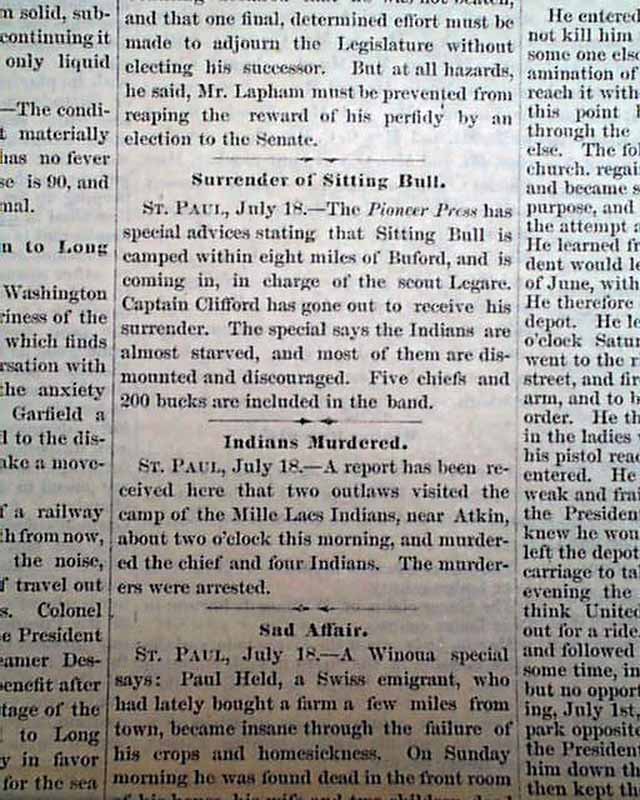 m solid, sub-
continuing it
only liquid
—The condi-
t materially
has no fever
se is 90, and
mal.
n to Long
Washington
riness of the
which finds
rsation with
the anxiety
Garfield a
d to the dis-
ake a move-
f a railway
th from now,
the noise,
f travel out
s. Colonel
e President
eamer Des-
benefit after
tage of the
to Long
y in favor
for the sea
and that one final, determined effort must be
made to adjourn the Legislature without
electing his successor. But at all hazards,
he said, Mr. Lapham must be prevented from
reaping the reward of his perfidy by an
election to the Senate.
Surrender of Sitting Bull.
ST. PAUL, July 18.—The Pioneer Press has
special advices stating that Sitting Bull is
camped within eight miles of Buford, and is
coming in, in charge of the scout Legare.
Captain Clifford has gone out to receive his
surrender. The special says the Indians are
almost starved, and most of them are dis-
mounted and discouraged. Five chiefs and
200 bucks are included in the band.
Indians Murdered.
ST. PAUL, July 18.—A report has been re-
ceived here that two outlaws visited the
camp of the Mille Lacs Indians, near Atkin,
about two o'clock this morning, and murder-
ed the chief and four Indians. The murder-
ers were arrested.
Sad Affair.
ST. PAUL, July 18.—A Winona special
says: Paul Held, a Swiss emigrant, who
had lately bought a farm a few miles from
town, became insane through the failure of
his crops and homesickness. On Sunday
morning he was found dead in the front room
He entered
not kill him
some one else
amination of
reach it with
this point
through the
else. The fol
church. regai
and became s
purpose, and
the attempt a
He learned fr
dent would le
of June, with
He therefore
depot. He le
o'clock Satur
went to the r
street, and fir
arm, and to b
order. He th
in the ladies
his pistol read
entered. He
weak and frai
the President
knew he wou
left the depot
carriage to tal
evening the
think United
out for a ride
and followed
some time, in
but no opport
ing, July 1st,
park opposite
the President
him down th
then kept th